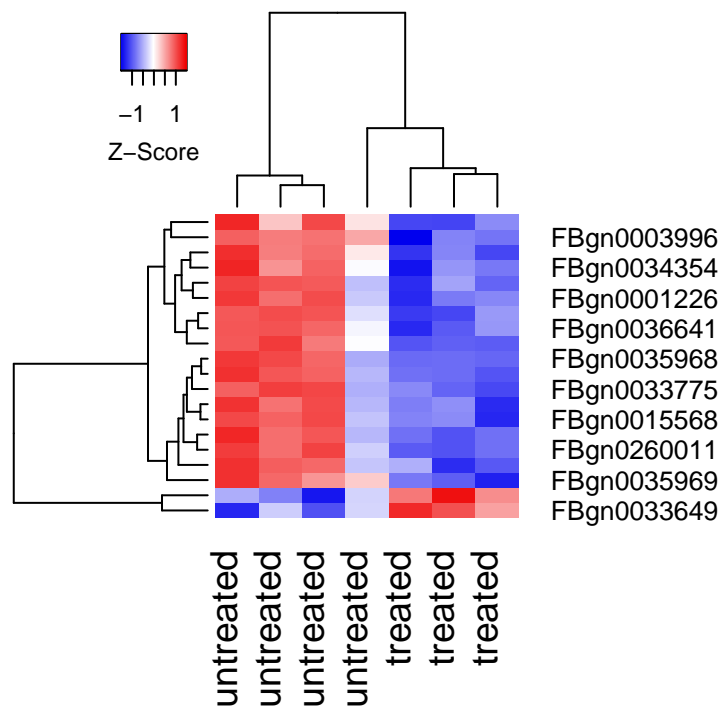 −1 1
Z−Score
FBgn0003996
FBgn0034354
FBgn0001226
FBgn0036641
FBgn0035968
FBgn0033775
FBgn0015568
FBgn0260011
FBgn0035969
FBgn0033649
untreated
untreated
untreated
untreated
treated
treated
treated